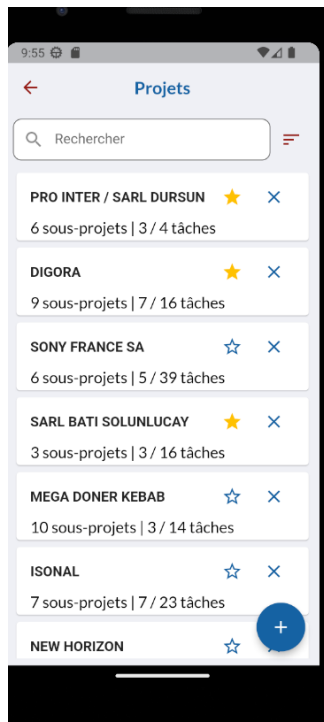 9:55
Projets
Rechercher
PRO INTER / SARL DURSUN
6 sous-projets | 3 / 4 tâches
DIGORA
9 sous-projets | 7 / 16 tâches
SONY FRANCE SA
6 sous-projets | 5 / 39 tâches
SARL BATI SOLUNLUCAY
3 sous-projets | 3 / 16 tâches
MEGA DONER KEBAB
10 sous-projets | 3 / 14 tâches
ISONAL
7 sous-projets | 7 / 23 tâches
NEW HORIZON